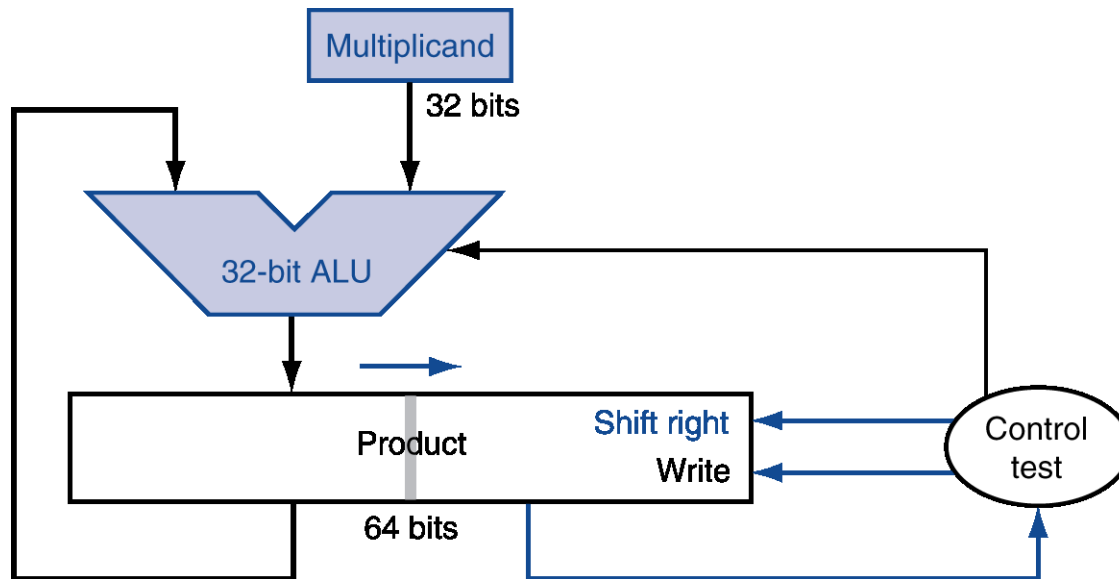 Multiplicand
32 bits
32-bit ALU
Product
Shift right
Write
64 bits
Control
test